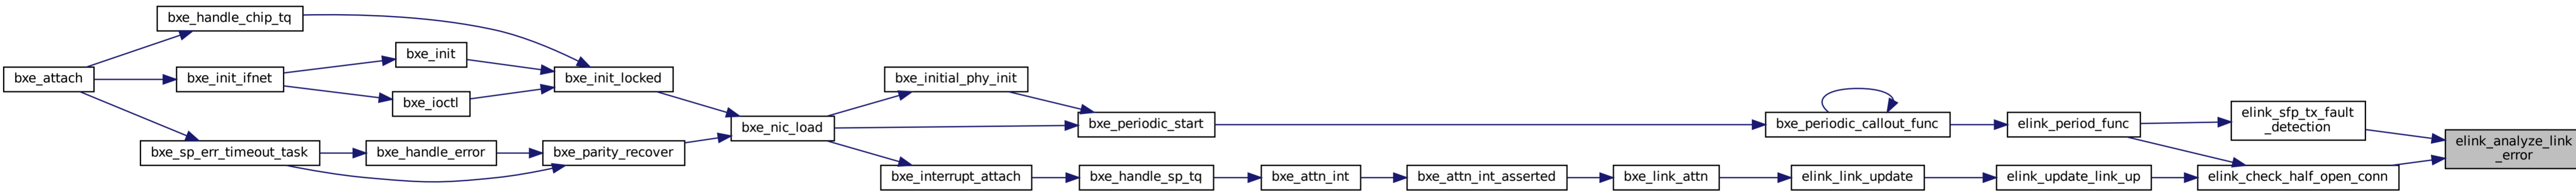 bxe_handle_chip_tq
bxe_init
bxe_attach
bxe_init_ifnet
bxe_init_locked
bxe_initial_phy_init
bxe_ioctl
bxe_nic_load
bxe_periodic_start
bxe_periodic_callout_func
elink_period_func
elink_sfp_tx_fault
_detection
elink_analyze_link
_error
bxe_sp_err_timeout_task
bxe_handle_error
bxe_parity_recover
bxe_interrupt_attach
bxe_handle_sp_tq
bxe_attn_int
bxe_attn_int_asserted
bxe_link_attn
elink_link_update
elink_update_link_up
elink_check_half_open_conn